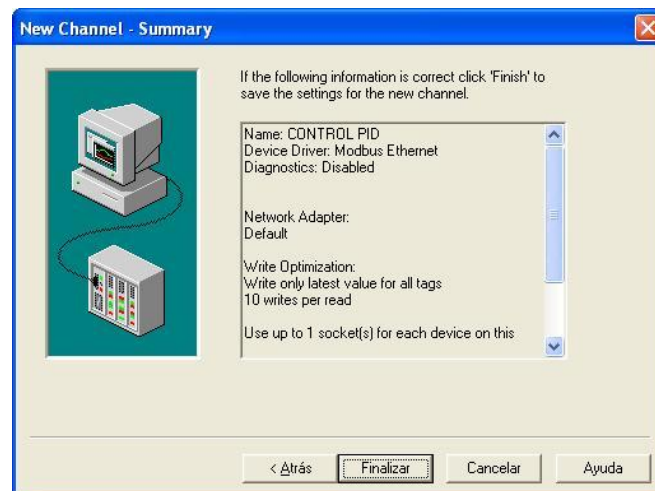 New Channel - Summary
If the following information is correct click 'Finish' to
save the settings for the new channel.
Name: CONTROL PID
Device Driver: Modbus Ethernet
Diagnostics: Disabled
Network Adapter:
Default
Write Optimization:
Write only latest value for all tags
10 writes per read
Use up to 1 socket(s) for each device on this
< Atrás
Finalizar
Cancelar
Ayuda